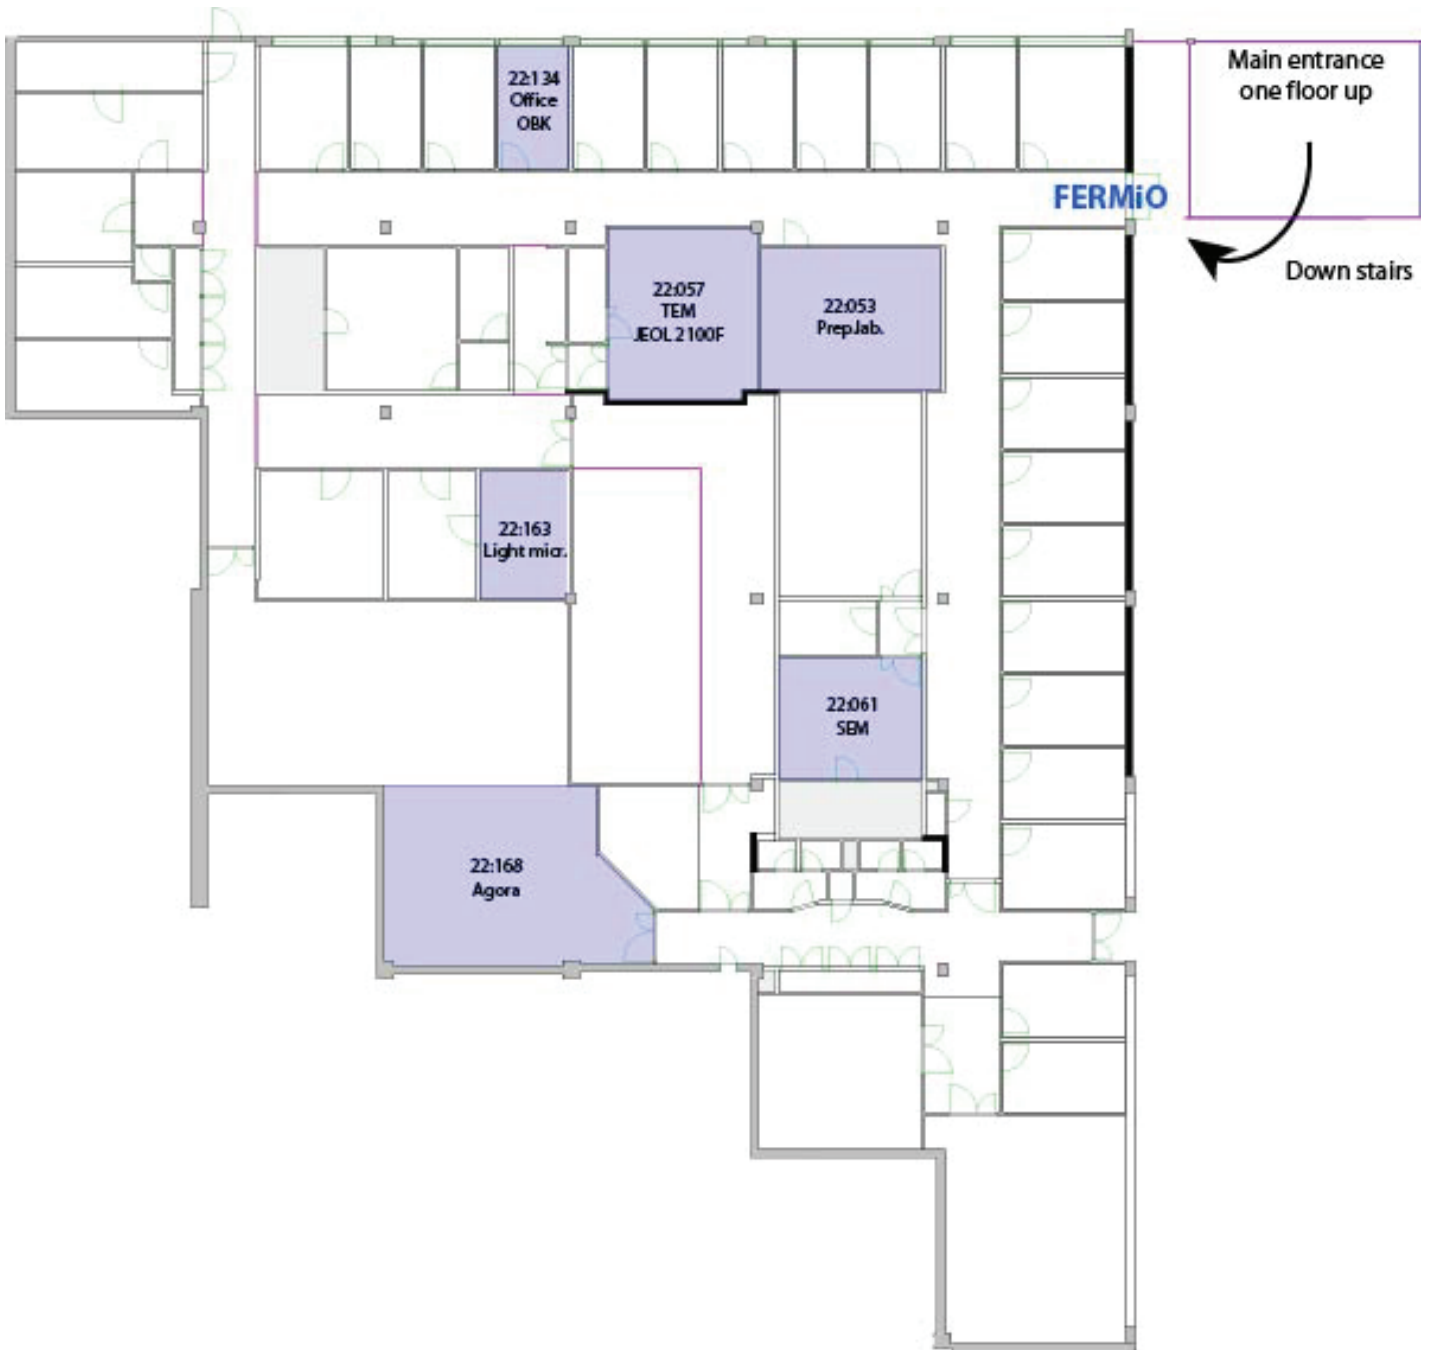 22:134
Office
OBK
Main entrance
one floor up
FERMiO
Down stairs
22:057
TEM
JEOL 2100F
22:053
Prep.lab.
22:163
Light micr.
22:061
SEM
22:168
Agora